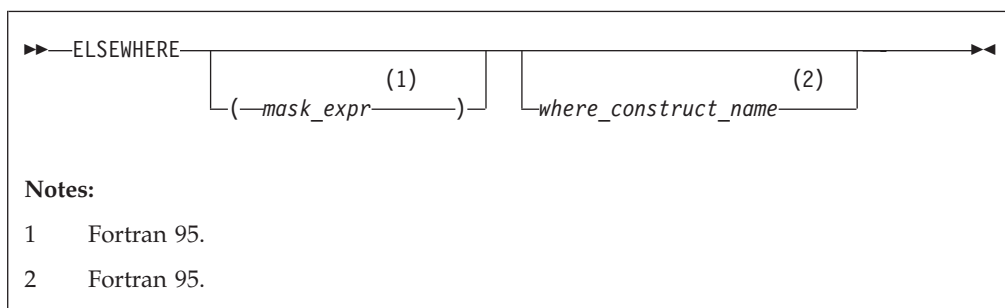 ►►—ELSEWHERE—►◄
(1) (2)
(—mask_expr—) where_construct_name
Notes:
1 Fortran 95.
2 Fortran 95.